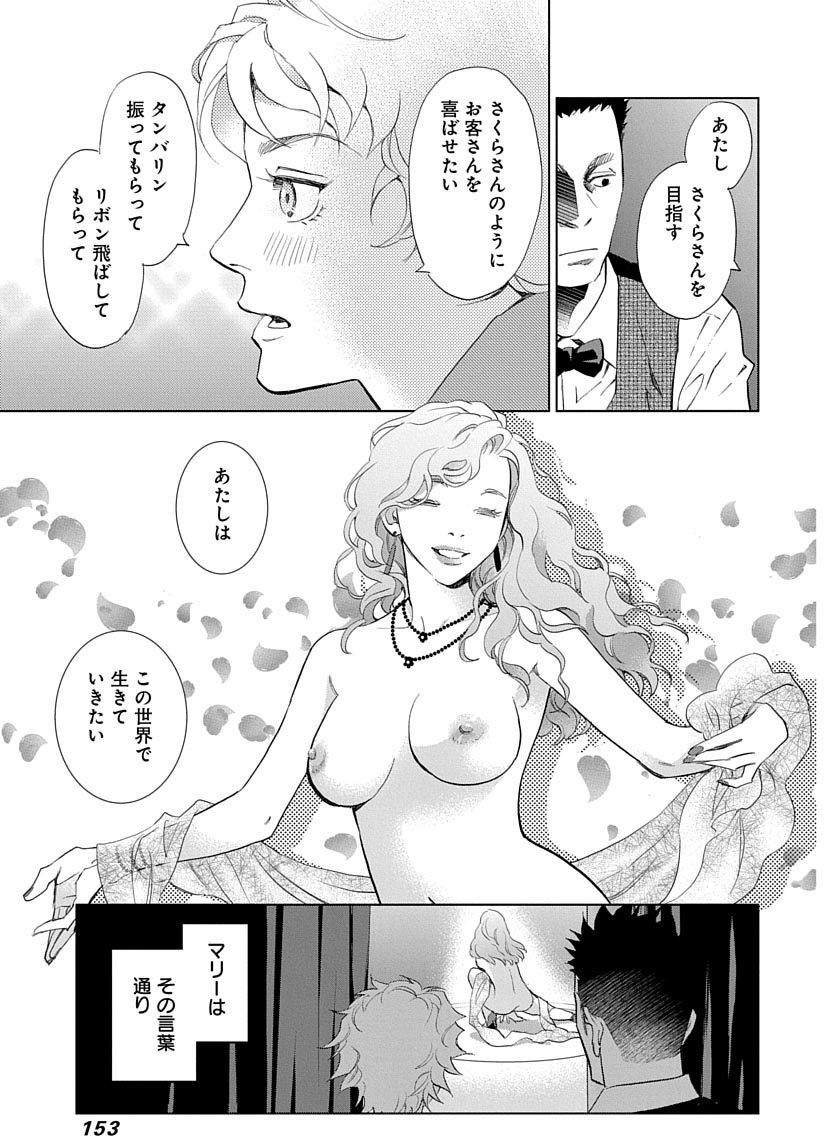 あたし
さくらさんを
目指す
さくらさんのように
お客さんを
喜ばせたい
タンバリン
振ってもらって
リボン飛ばして
もらって
あたしは
この世界で
生きて
いきたい
マリーは
その言葉
通り
153